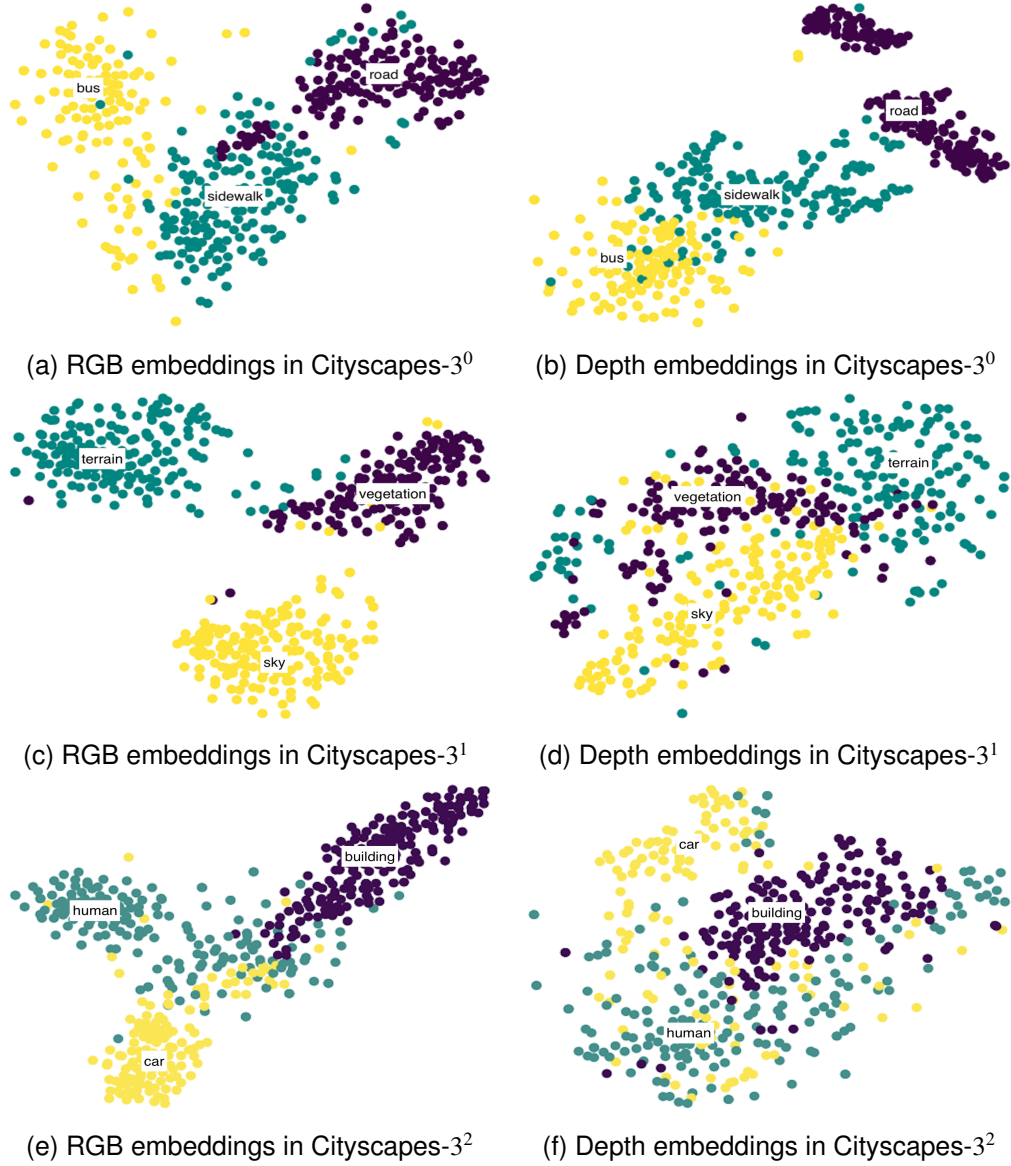 bus
road
sidewalk
road
sidewalk
bus
(a) RGB embeddings in Cityscapes-3⁰
(b) Depth embeddings in Cityscapes-3⁰
terrain
vegetation
sky
terrain
vegetation
sky
(c) RGB embeddings in Cityscapes-3¹
(d) Depth embeddings in Cityscapes-3¹
building
human
car
car
building
human
(e) RGB embeddings in Cityscapes-3²
(f) Depth embeddings in Cityscapes-3²